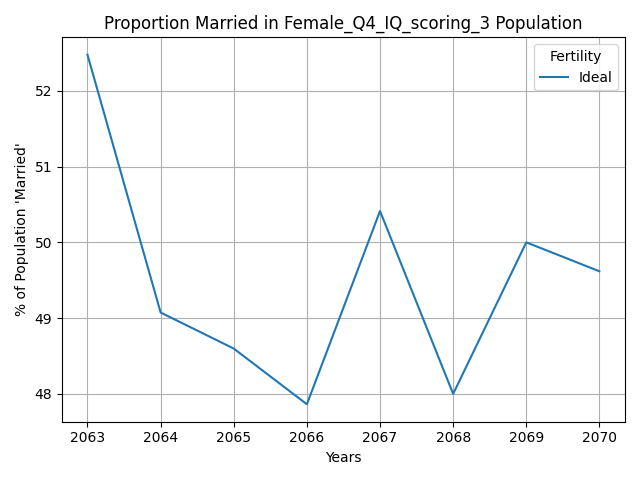 Proportion Married in Female_Q4_IQ_scoring_3 Population
Fertility
Ideal
% of Population 'Married'
52
51
50
49
48
2063 2064 2065 2066 2067 2068 2069 2070
Years